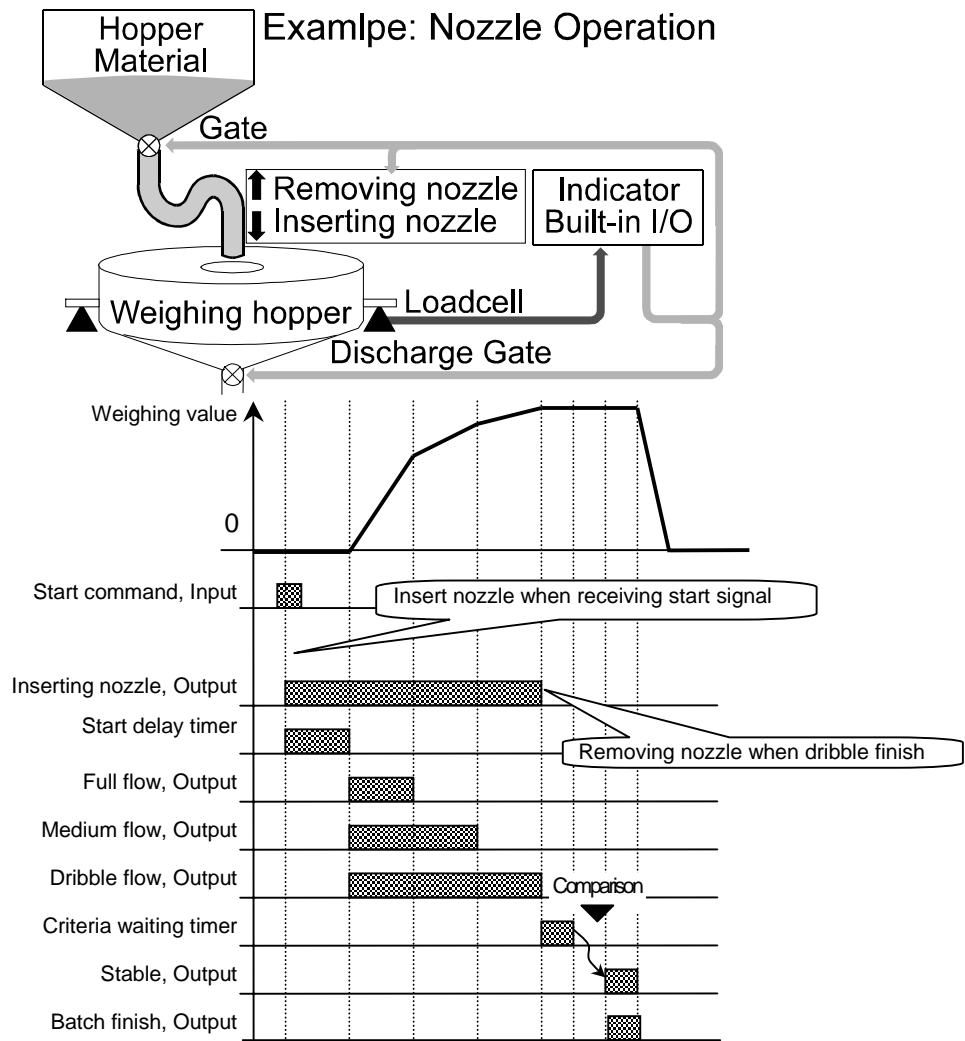 Examlpe: Nozzle Operation
Hopper
Material
Gate
Removing nozzle
Inserting nozzle
Indicator
Built-in I/O
Weighing hopper
Loadcell
Discharge Gate
Weighing value
0
Start command, Input
Insert nozzle when receiving start signal
Inserting nozzle, Output
Start delay timer
Removing nozzle when dribble finish
Full flow, Output
Medium flow, Output
Dribble flow, Output
Comparison
Criteria waiting timer
Stable, Output
Batch finish, Output